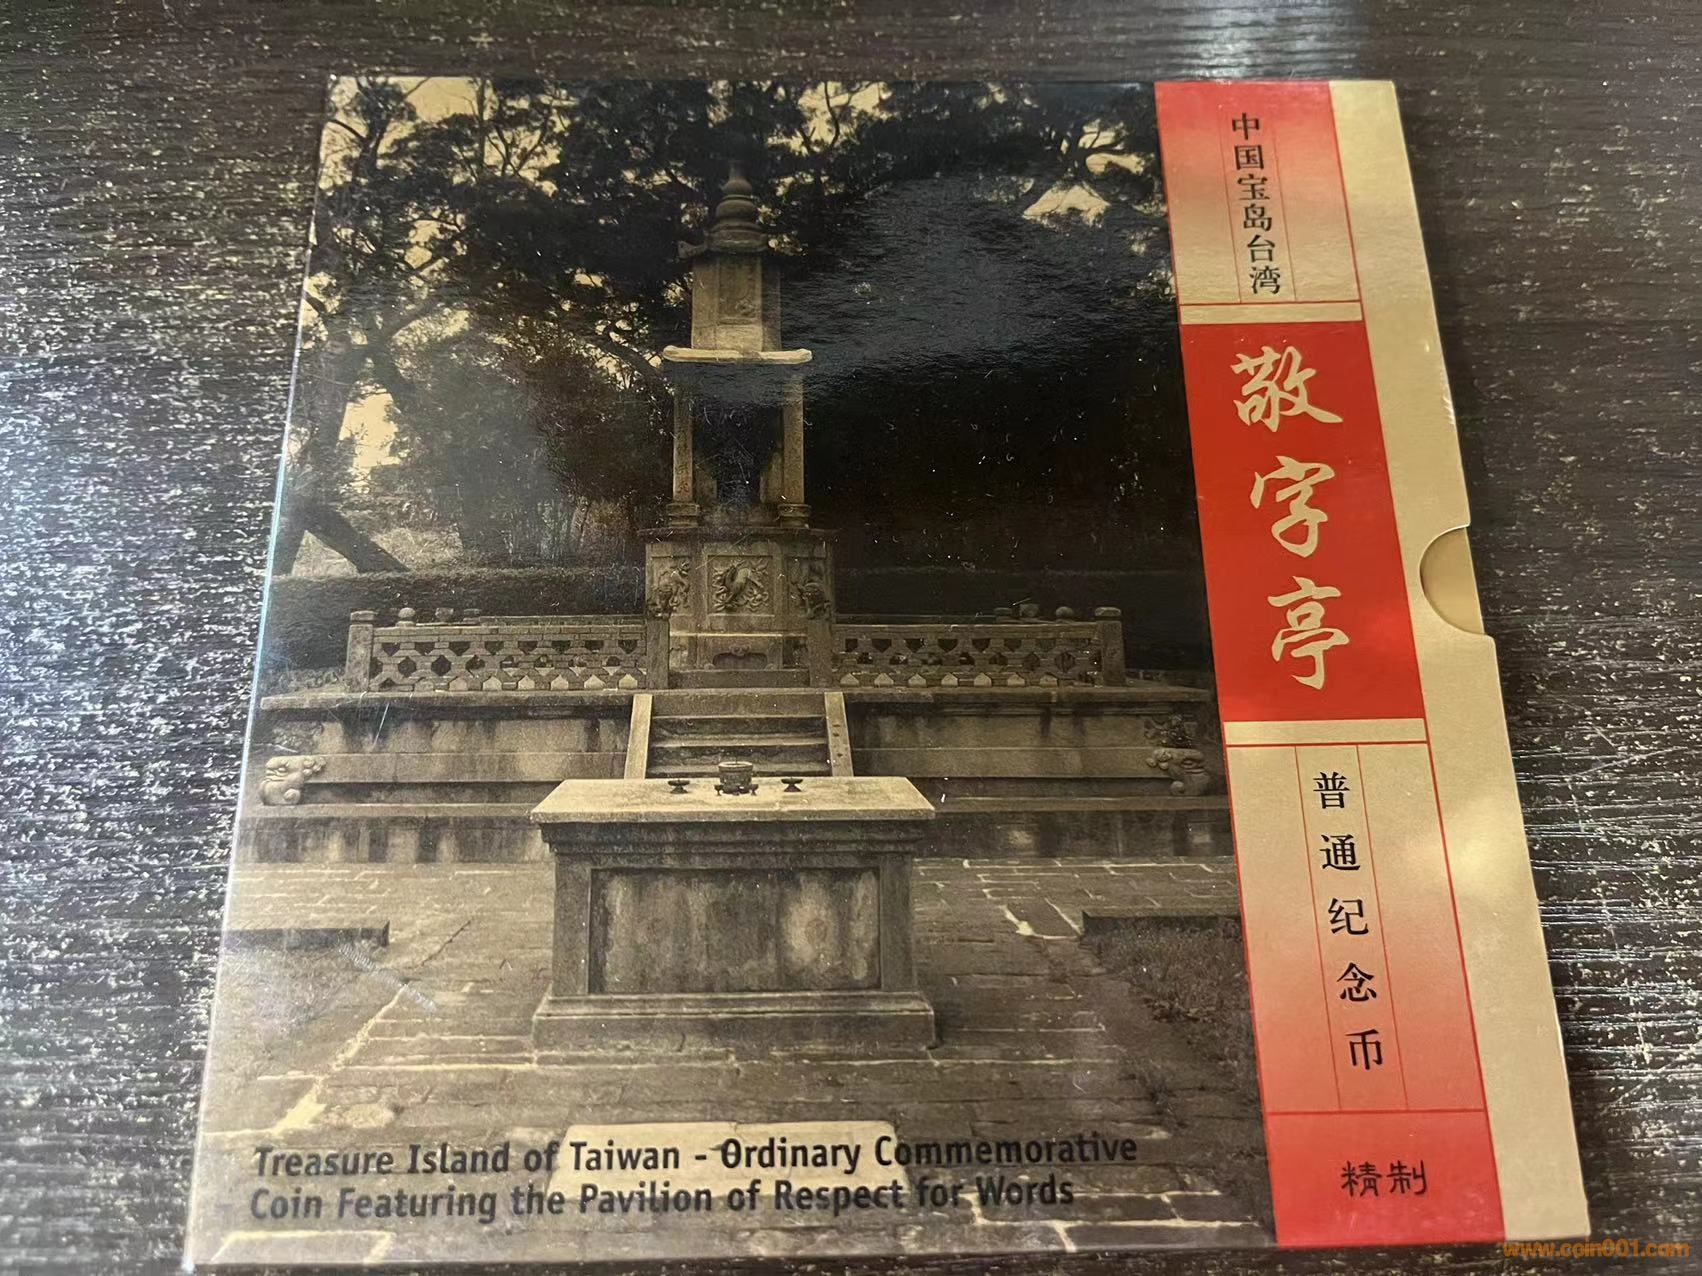 中国宝岛台湾
敬字亭
普通纪念币
精制
Treasure Island of Taiwan - Ordinary Commemorative
Coin Featuring the Pavilion of Respect for Words
www.coin001.com